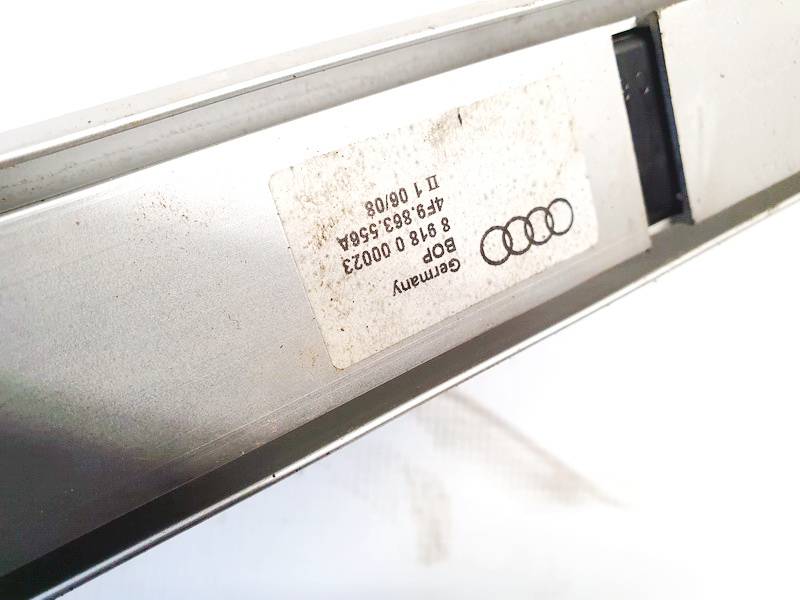 Germany
BOP
8 918 0 00023
4F9.863.556A
II 1 06/08